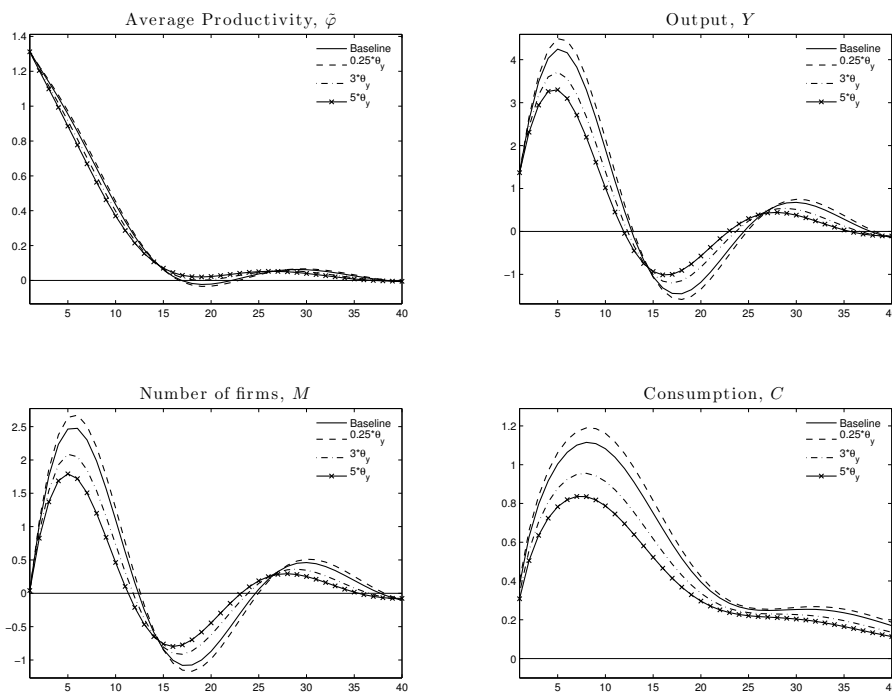 Average Productivity, φ̃
1.4
1.2
1
0.8
0.6
0.4
0.2
0
5 10 15 20 25 30 35 40
Baseline
0.25*θy
3*θy
5*θy
Output, Y
4
3
2
1
0
−1
5 10 15 20 25 30 35 40
Baseline
0.25*θy
3*θy
5*θy
Number of firms, M
2.5
2
1.5
1
0.5
0
−0.5
−1
5 10 15 20 25 30 35 40
Baseline
0.25*θy
3*θy
5*θy
Consumption, C
1.2
1
0.8
0.6
0.4
0.2
0
5 10 15 20 25 30 35 40
Baseline
0.25*θy
3*θy
5*θy